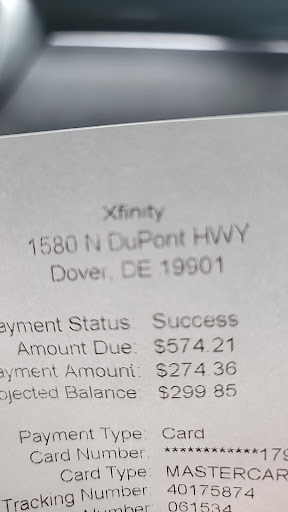 Xfinity
1580 N DuPont HWY
Dover, DE 19901
ayment Status: Success
Amount Due: $574.21
ayment Amount: $274.36
ojected Balance: $299.85
Payment Type: Card
Card Number: ************179
Card Type: MASTERCAR
Tracking Number: 40175874
Number: 061534